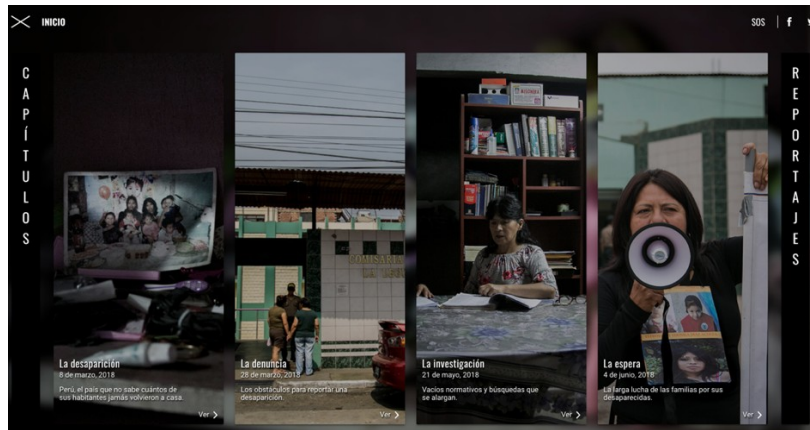 INICIO
SOS
f
CAPÍTULOS
La desaparición
8 de marzo, 2018
Perú, el país que no sabe cuántos de
sus habitantes jamás volvieron a casa.
Ver
COMISARIA
La denuncia
28 de marzo, 2018
Los obstáculos para reportar una
desaparición.
Ver
La investigación
21 de mayo, 2018
Vacíos normativos y búsquedas que
se alargan.
Ver
La espera
4 de junio, 2018
La larga lucha de las familias por sus
desaparecidas.
Ver
REPORTAJES